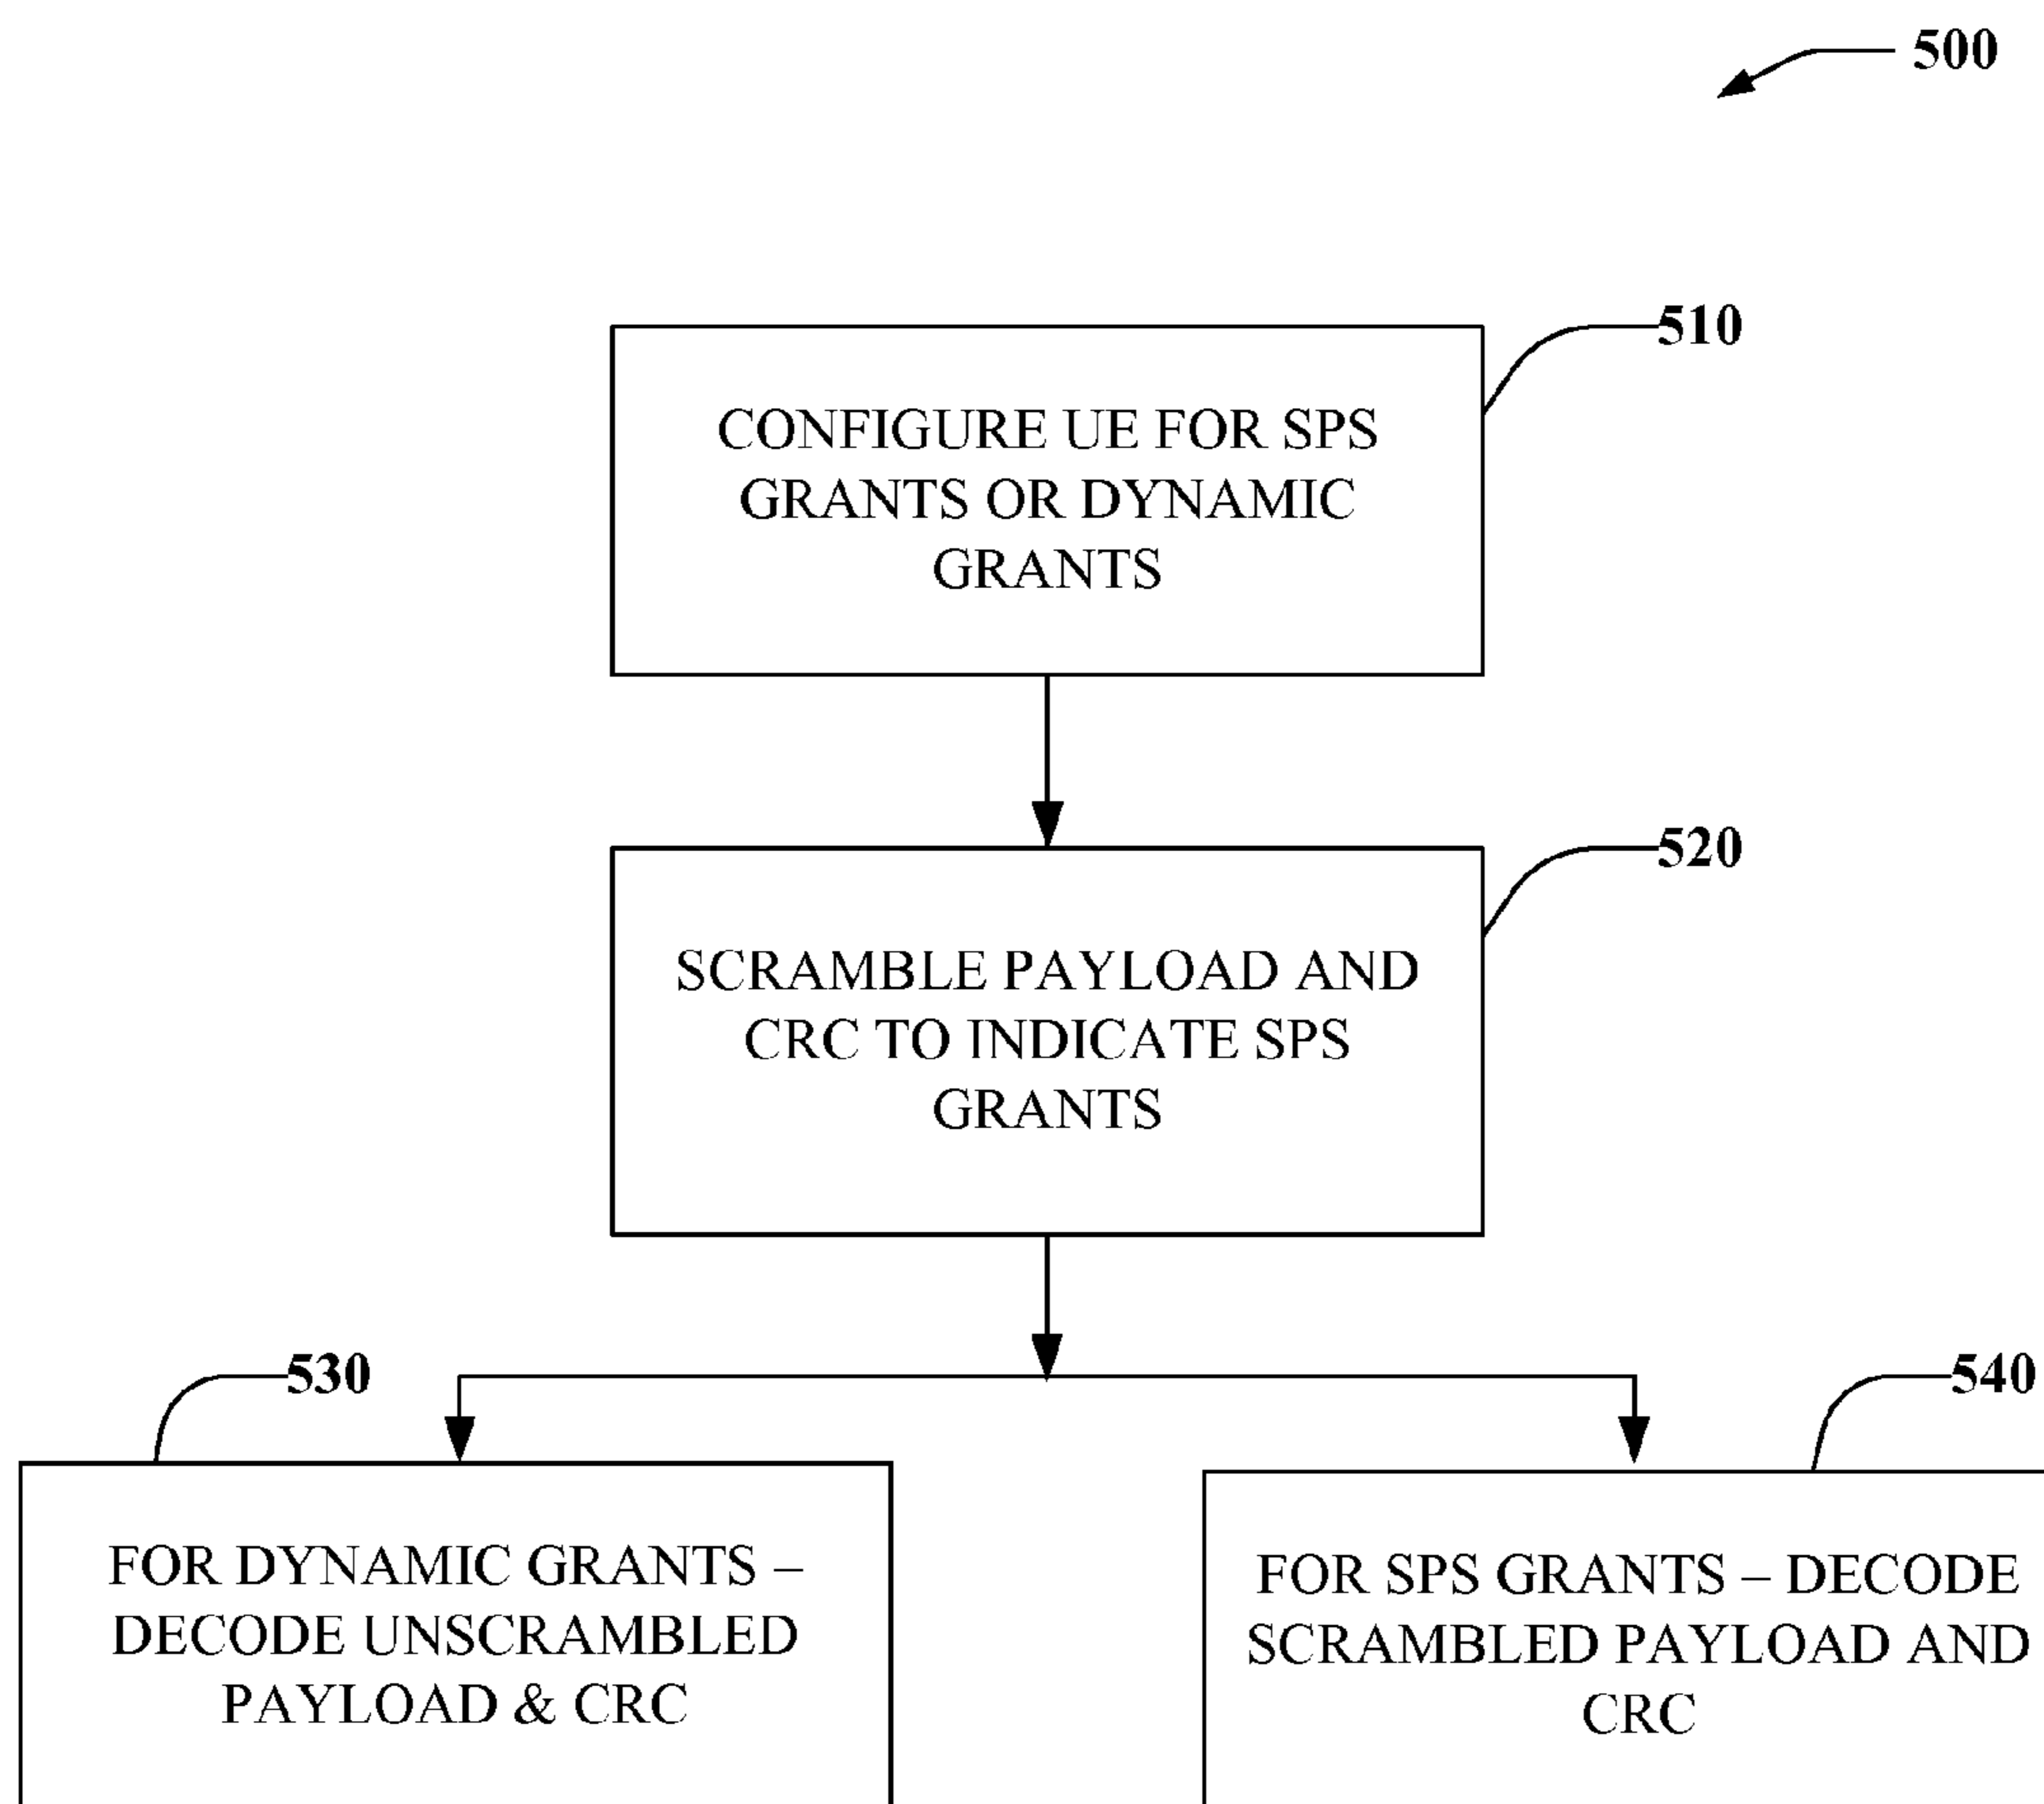 500
510
CONFIGURE UE FOR SPS
GRANTS OR DYNAMIC
GRANTS
520
SCRAMBLE PAYLOAD AND
CRC TO INDICATE SPS
GRANTS
530
540
FOR DYNAMIC GRANTS –
DECODE UNSCRAMBLED
PAYLOAD & CRC
FOR SPS GRANTS – DECODE
SCRAMBLED PAYLOAD AND
CRC